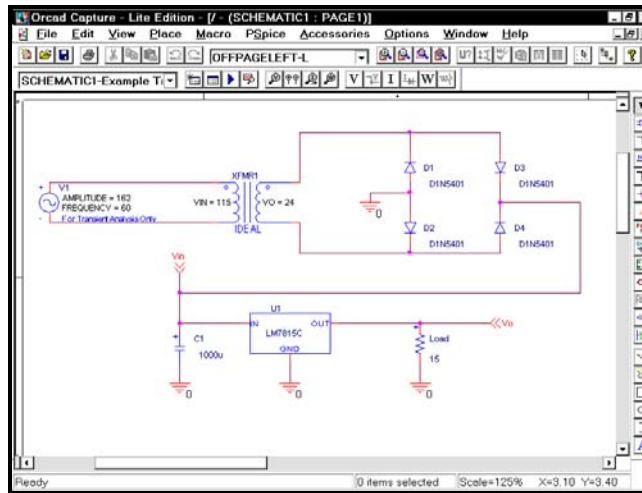 Orcad Capture - Lite Edition - [/ - (SCHEMATIC1 : PAGE1)]
File Edit View Place Macro PSpice Accessories Options Window Help
OFFPAGELEFT-L
U?
SCHEMATIC1-Example Ti
V I W
V1
AMPLITUDE = 162
FREQUENCY = 60
For Transient Analysis Only
XFMR1
VIN = 115
VO = 24
IDEAL
D1
D1N5401
D3
D1N5401
0
D2
D1N5401
D4
D1N5401
Vin
U1
IN
OUT
LM7815C
GND
C1
1000u
Load
15
Vo
0
0
0
Ready
0 items selected
Scale=125%
X=3.10 Y=3.40